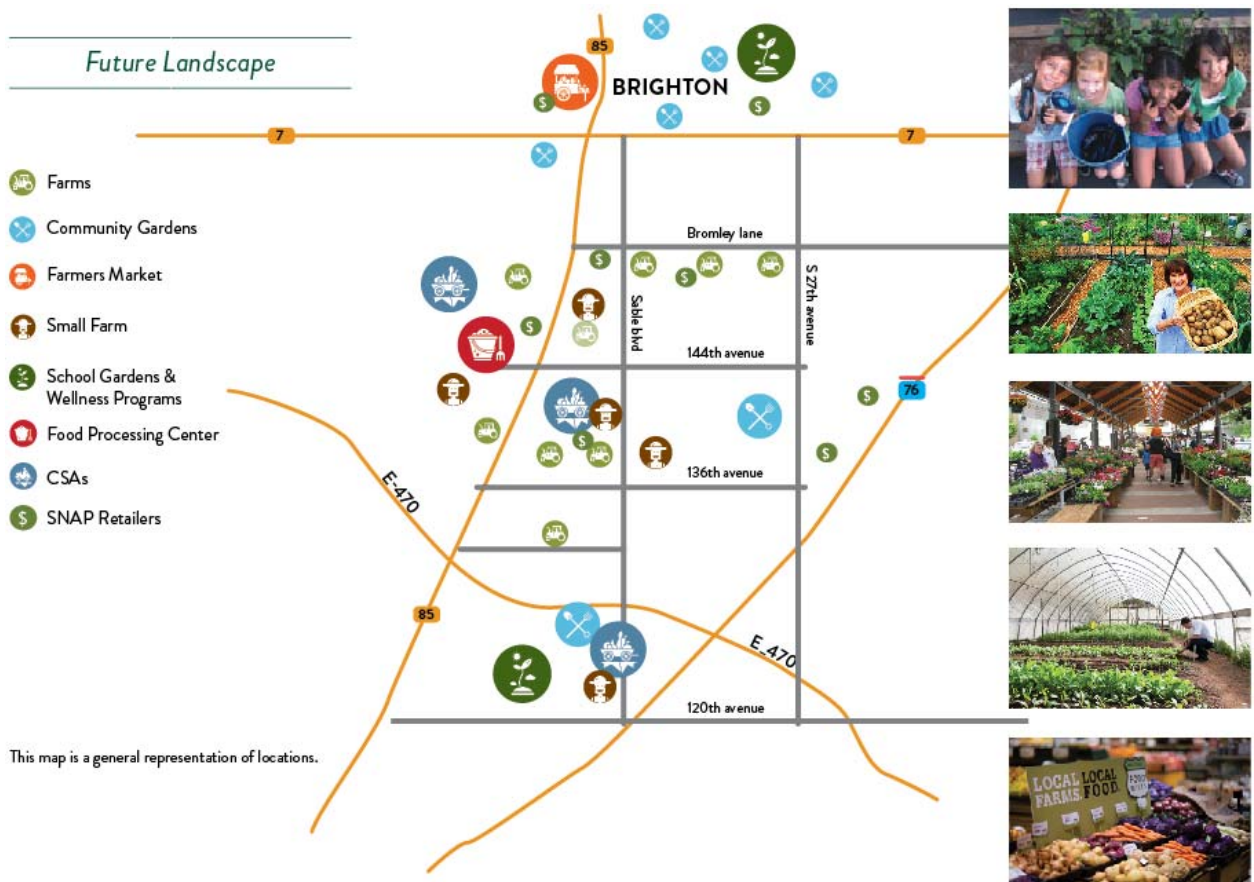 Future Landscape
85
BRIGHTON
7
7
Farms
Community Gardens
Farmers Market
Small Farm
School Gardens &
Wellness Programs
Food Processing Center
CSAs
SNAP Retailers
$
$
$
$
$
$
$
$
$
Bromley lane
Sable blvd
S 27th avenue
144th avenue
76
136th avenue
E-470
85
E_470
120th avenue
This map is a general representation of locations.
LOCAL LOCAL
FARMS. FOOD.